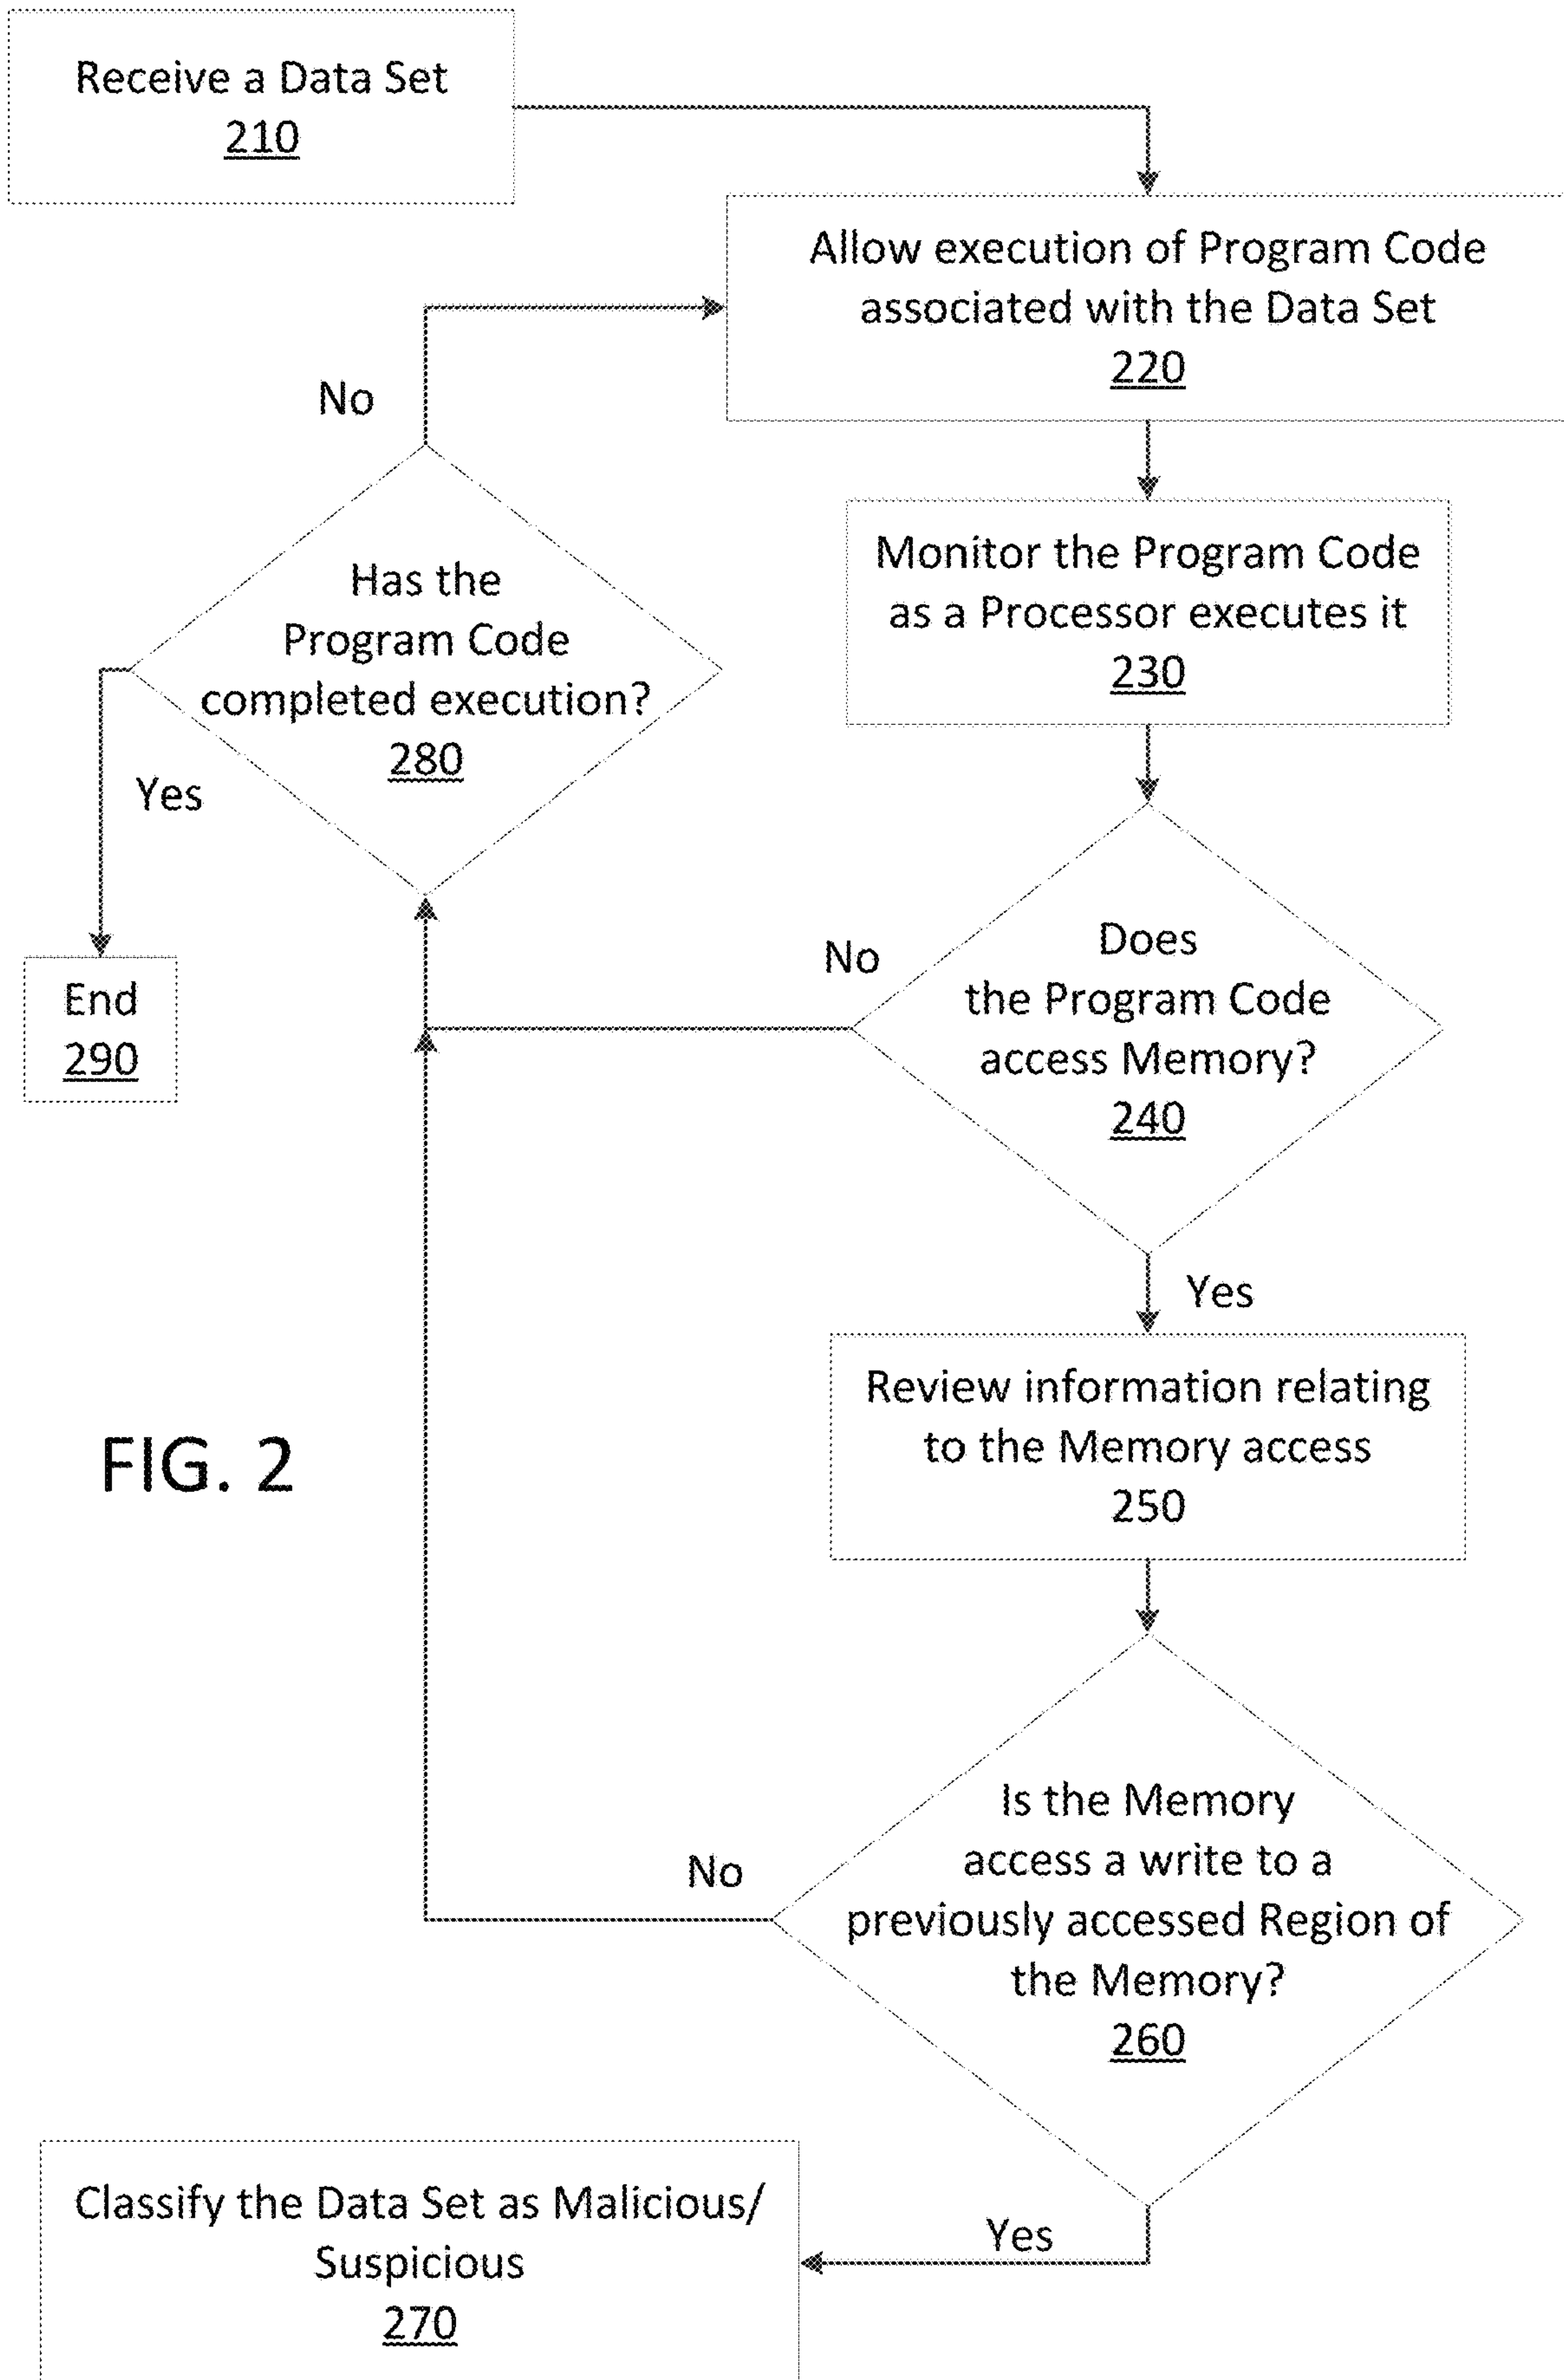 Receive a Data Set
210
Allow execution of Program Code
associated with the Data Set
220
No
Monitor the Program Code
as a Processor executes it
230
Has the
Program Code
completed execution?
280
Yes
End
290
No
Does
the Program Code
access Memory?
240
Yes
Review information relating
to the Memory access
250
FIG. 2
Is the Memory
access a write to a
previously accessed Region of
the Memory?
260
No
Yes
Classify the Data Set as Malicious/
Suspicious
270